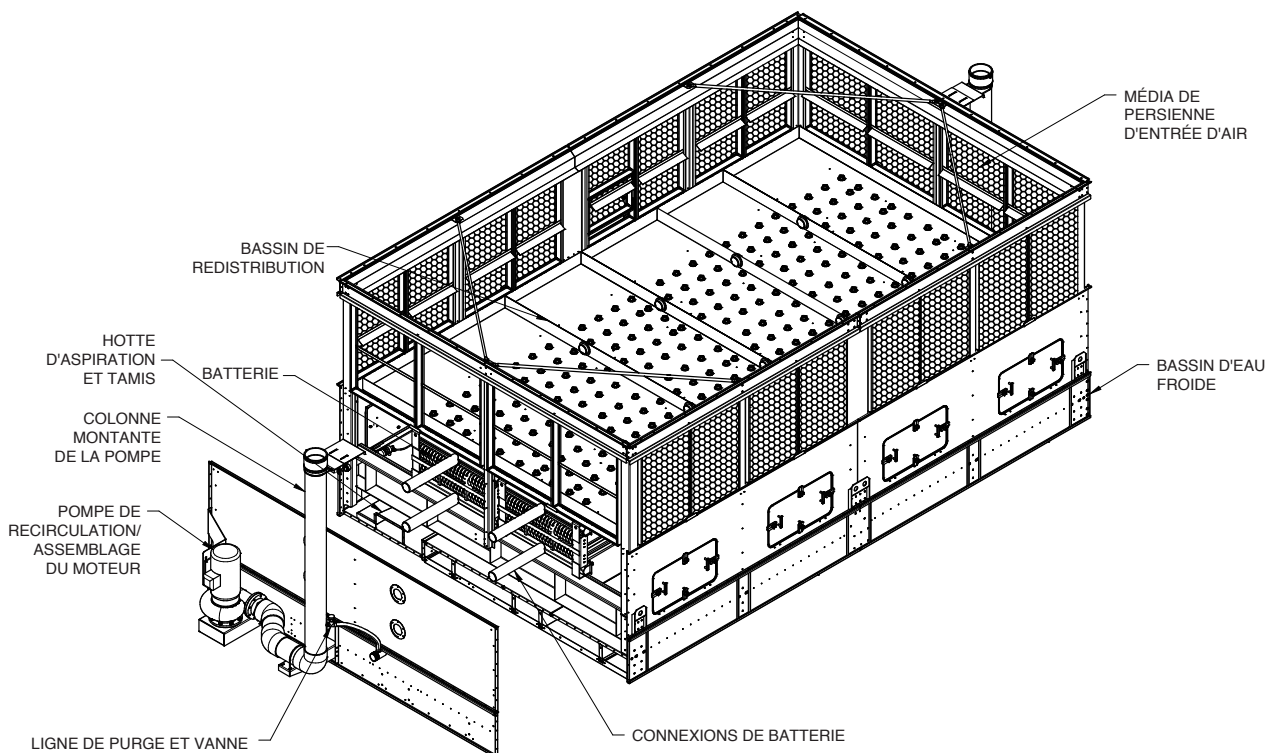 MÉDIA DE
PERSIENNE
D'ENTRÉE D'AIR
BASSIN DE
REDISTRIBUTION
HOTTE
D'ASPIRATION
ET TAMIS
BATTERIE
BASSIN D'EAU
FROIDE
COLONNE
MONTANTE
DE LA POMPE
POMPE DE
RECIRCULATION/
ASSEMBLAGE
DU MOTEUR
LIGNE DE PURGE ET VANNE
CONNEXIONS DE BATTERIE